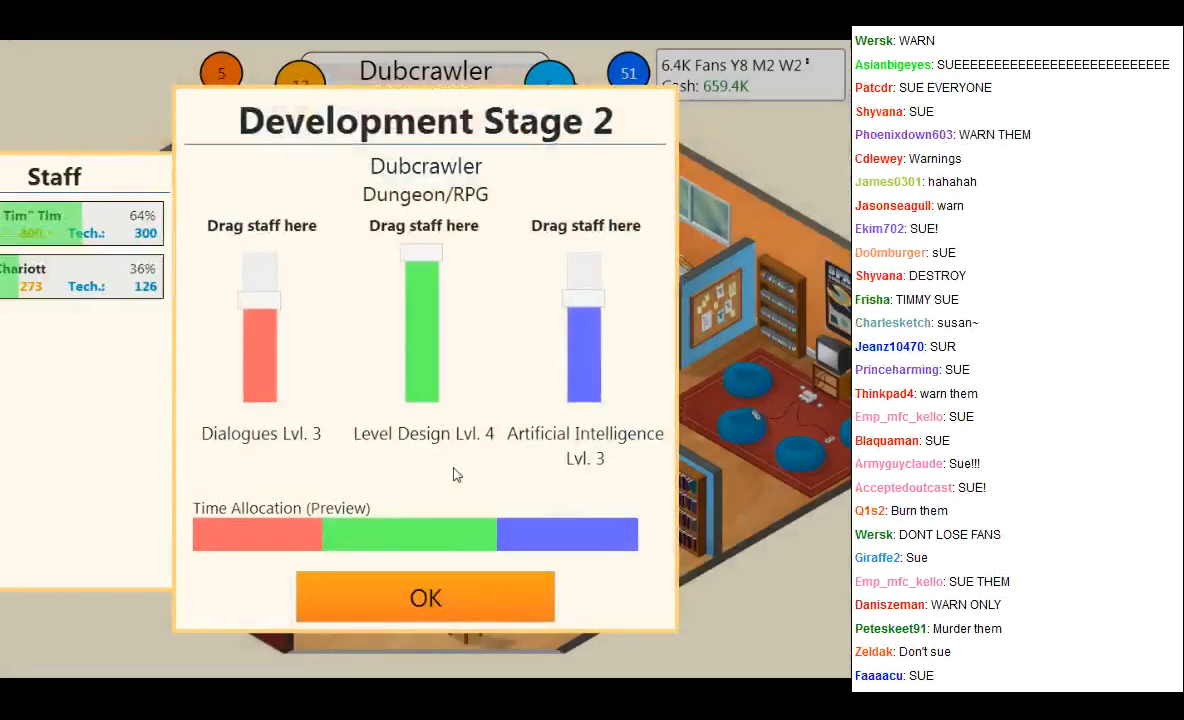 5
Dubcrawler
51
6.4K Fans Y8 M2 W2
Cash: 659.4K
Development Stage 2
Dubcrawler
Dungeon/RPG
Staff
Tim" Tim 64%
Tech.: 300
Chariott 36%
273 Tech.: 126
Drag staff here Drag staff here Drag staff here
Dialogues Lvl. 3 Level Design Lvl. 4 Artificial Intelligence
Lvl. 3
Time Allocation (Preview)
OK
Wersk: WARN
Asianbigeyes: SUEEEEEEEEEEEEEEEEEEEEEEEEEEE
Patcdr: SUE EVERYONE
Shyvana: SUE
Phoenixdown603: WARN THEM
Cdlewey: Warnings
James0301: hahahah
Jasonseagull: warn
Ekim702: SUE!
Do0mburger: sUE
Shyvana: DESTROY
Frisha: TIMMY SUE
Charlesketch: susan~
Jeanz10470: SUR
Princeharming: SUE
Thinkpad4: warn them
Emp_mfc_kello: SUE
Blaquaman: SUE
Armyguyclaude: Sue!!!
Acceptedoutcast: SUE!
Q1s2: Burn them
Wersk: DONT LOSE FANS
Giraffe2: Sue
Emp_mfc_kello: SUE THEM
Daniszeman: WARN ONLY
Peteskeet91: Murder them
Zeldak: Don't sue
Faaaacu: SUE